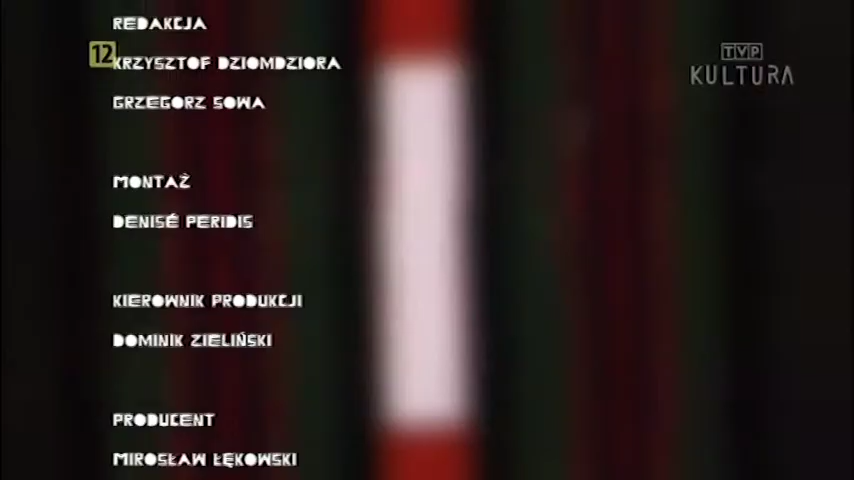 REDAKCJA
12
KRZYSZTOF DZIOMDZIORA
GRZEGORZ SOWA
MONTAŻ
DENISÉ PERIDIS
KIEROWNIK PRODUKCJI
DOMINIK ZIELIŃSKI
PRODUCENT
MIROSŁAW ŁĘKOWSKI
TVP
KULTURA